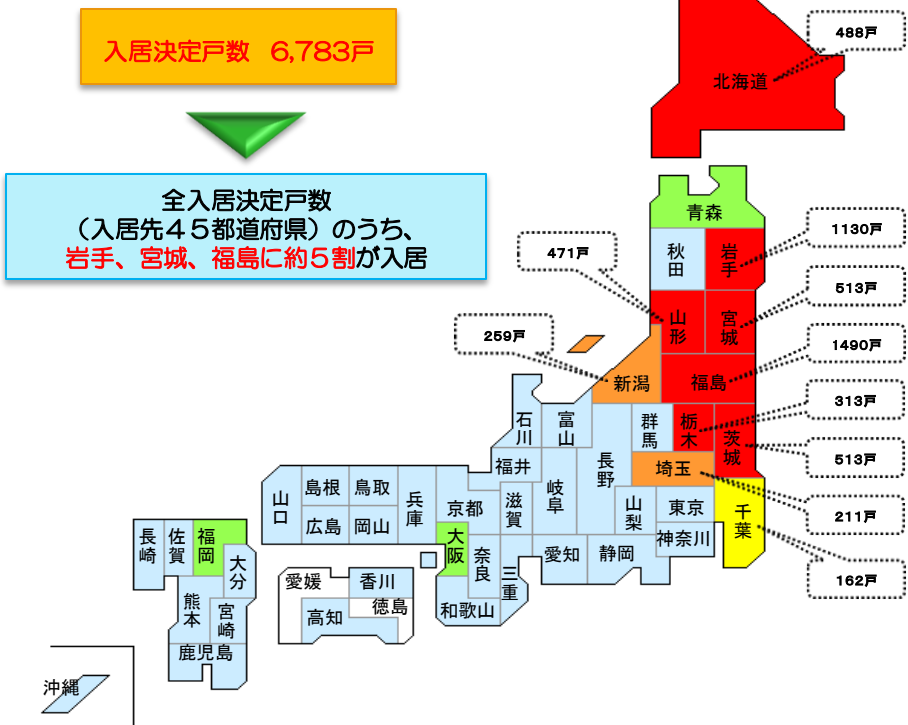 入居決定戸数 6,783戸
全入居決定戸数
（入居先４５都道府県）のうち、
岩手、宮城、福島に約５割が入居
488戸
北海道
青森
秋田
岩手
1130戸
471戸
山形
宮城
513戸
259戸
新潟
福島
1490戸
石川
富山
群馬
栃木
茨城
313戸
福井
長野
埼玉
513戸
山口
島根
鳥取
兵庫
京都
滋賀
岐阜
山梨
東京
千葉
211戸
広島
岡山
大阪
奈良
三重
愛知
静岡
神奈川
162戸
長崎
佐賀
福岡
大分
愛媛
香川
徳島
高知
和歌山
熊本
宮崎
鹿児島
沖縄